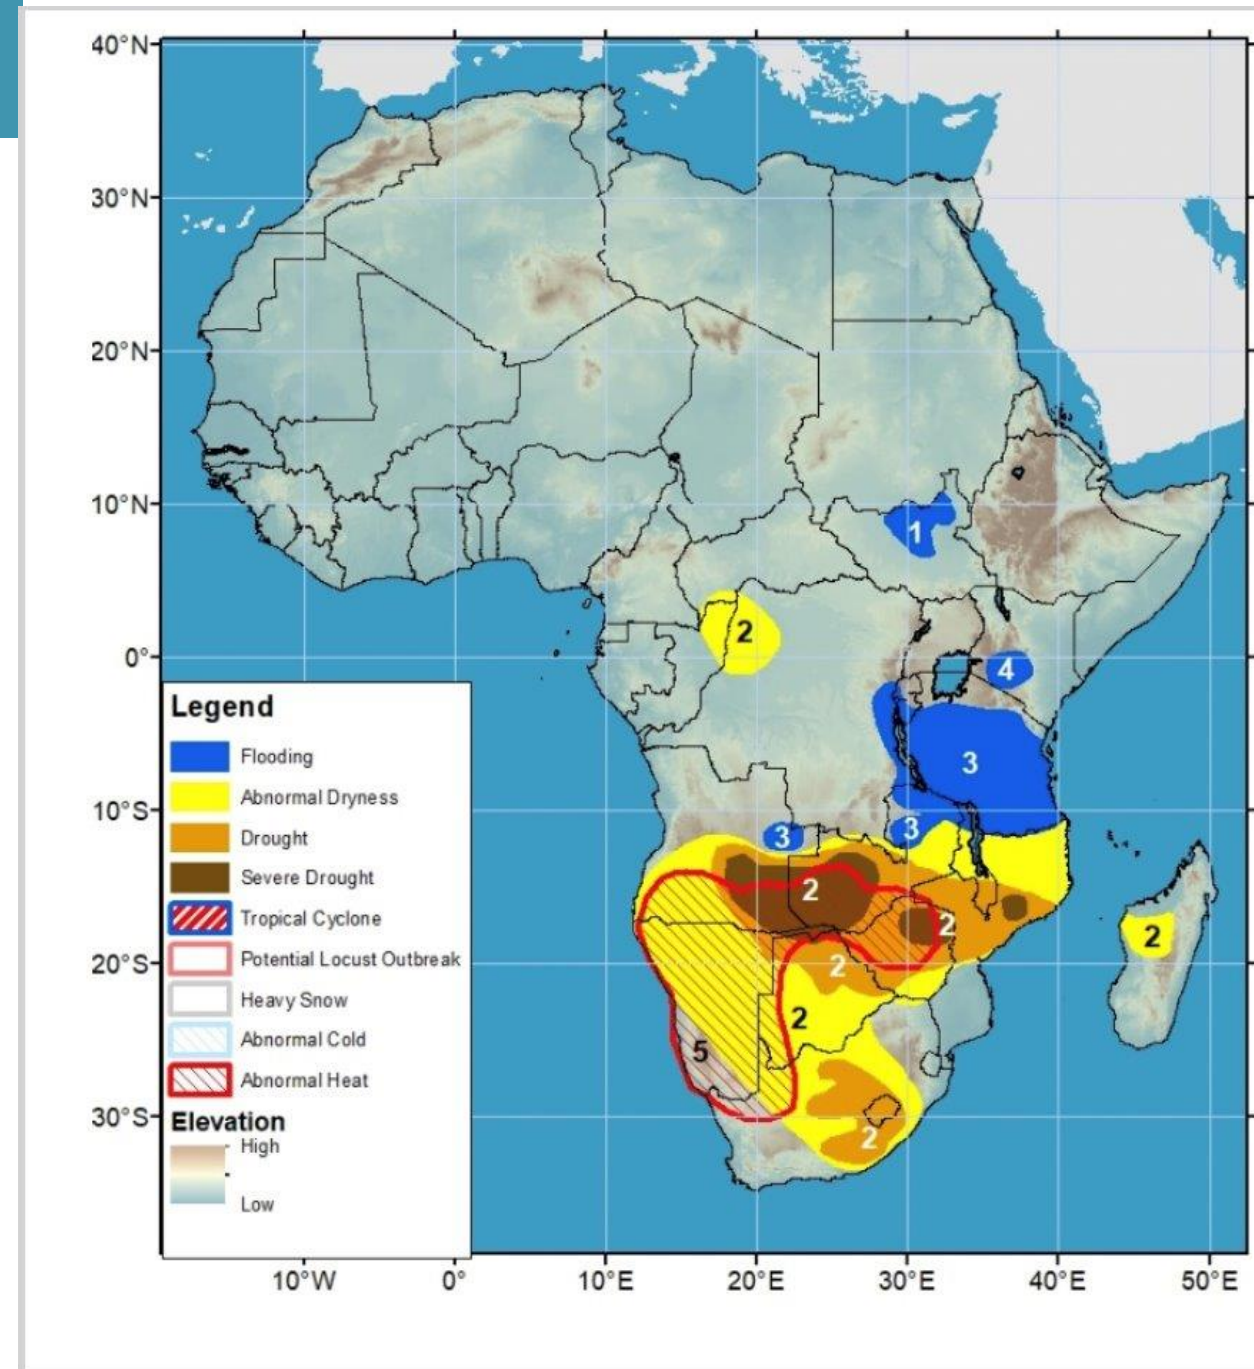 40°N
30°N
20°N
10°N
0°
10°S
20°S
30°S
1
2
4
3
3
3
2
2
2
2
2
5
2
Legend
Flooding
Abnormal Dryness
Drought
Severe Drought
Tropical Cyclone
Potential Locust Outbreak
Heavy Snow
Abnormal Cold
Abnormal Heat
Elevation
High
Low
10°W
0°
10°E
20°E
30°E
40°E
50°E